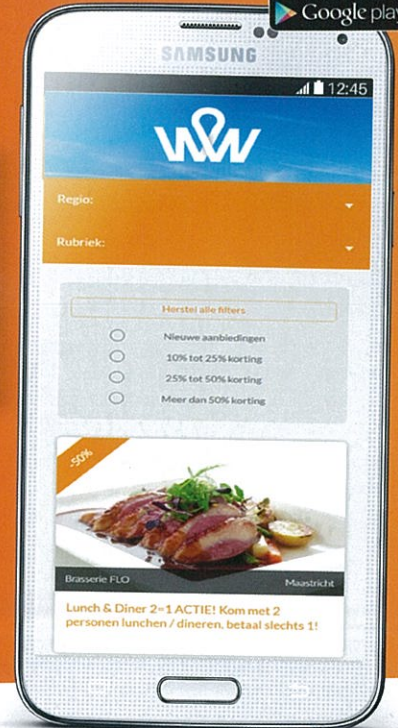 Google play
SAMSUNG
12:45
W&W
Regio:
Rubriek:
Herstel alle filters
Nieuwe aanbiedingen
10% tot 25% korting
25% tot 50% korting
Meer dan 50% korting
-50%
Brasserie FLO
Maastricht
Lunch & Diner 2=1 ACTIE! Kom met 2
personen lunchen / dineren, betaal slechts 1!